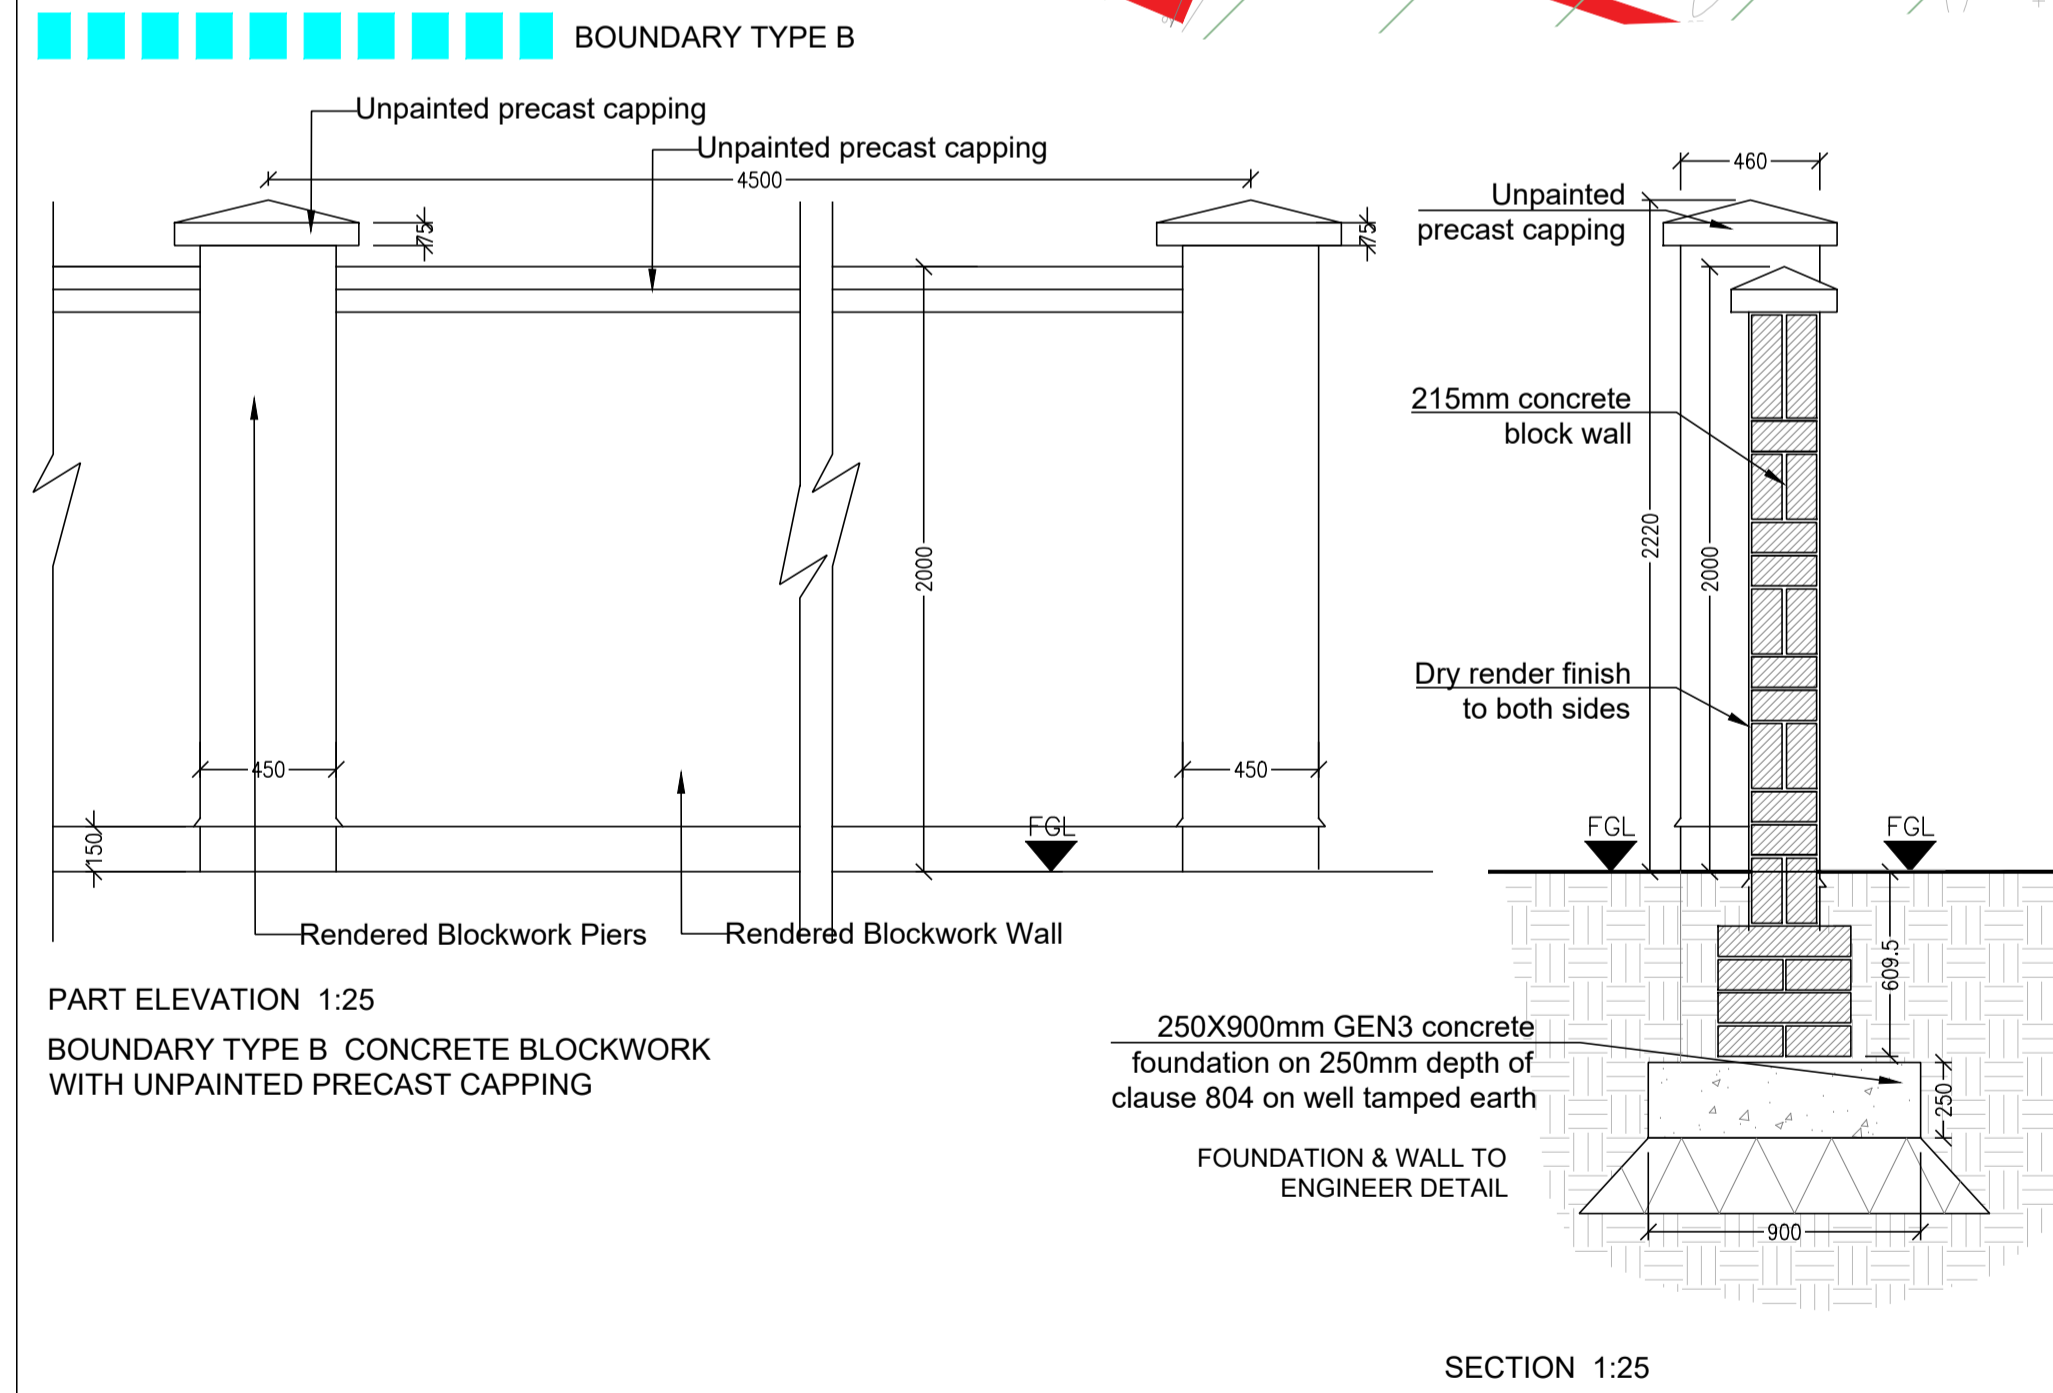 BOUNDARY TYPE B
Unpainted precast capping
Unpainted precast capping
4500
75
75
2000
450
450
150
FGL
Rendered Blockwork Piers
Rendered Blockwork Wall
PART ELEVATION 1:25
BOUNDARY TYPE B CONCRETE BLOCKWORK
WITH UNPAINTED PRECAST CAPPING
460
Unpainted
precast capping
215mm concrete
block wall
2220
2000
Dry render finish
to both sides
FGL
FGL
609.5
250X900mm GEN3 concrete
foundation on 250mm depth of
clause 804 on well tamped earth
250
FOUNDATION & WALL TO
ENGINEER DETAIL
900
SECTION 1:25